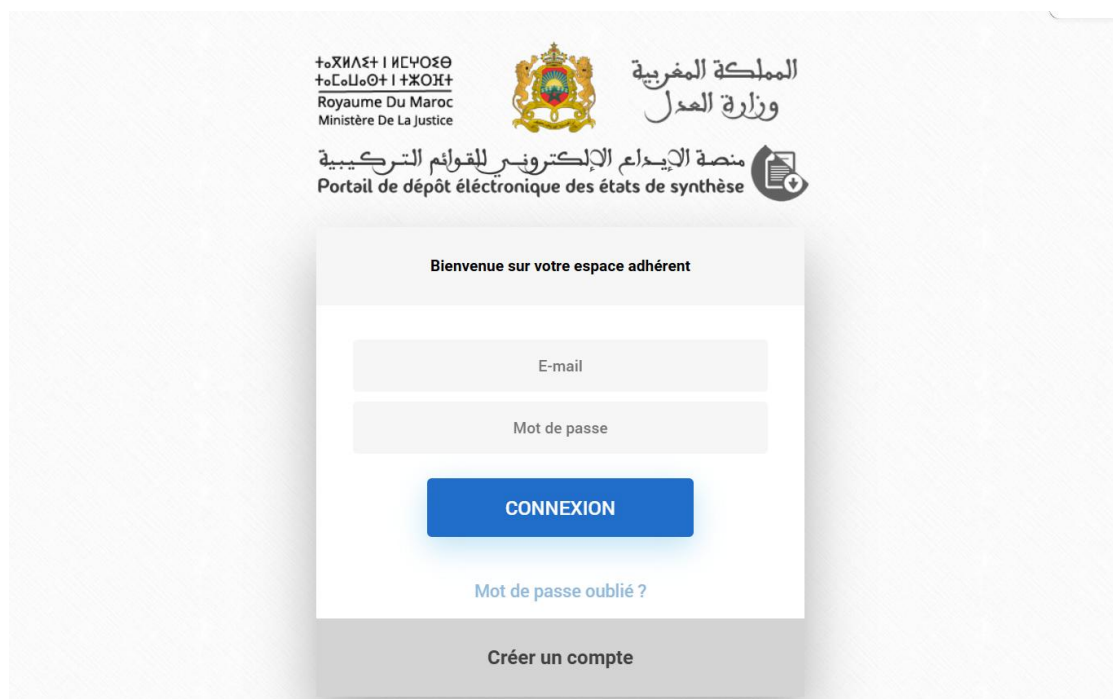 ⵜⴰⴳⵍⴷⵉⵜ ⵏ ⵍⵎⵖⵔⵉⴱ
ⵜⴰⵎⴰⵡⴰⵙⵜ ⵏ ⵜⵣⵔⴼⵜ
Royaume Du Maroc
Ministère De La Justice
المملكة المغربية
وزارة العدل
منصة الإيداع الإلكتروني للقوائم التركيبية
Portail de dépôt éléctronique des états de synthèse
Bienvenue sur votre espace adhérent
E-mail
Mot de passe
CONNEXION
Mot de passe oublié ?
Créer un compte